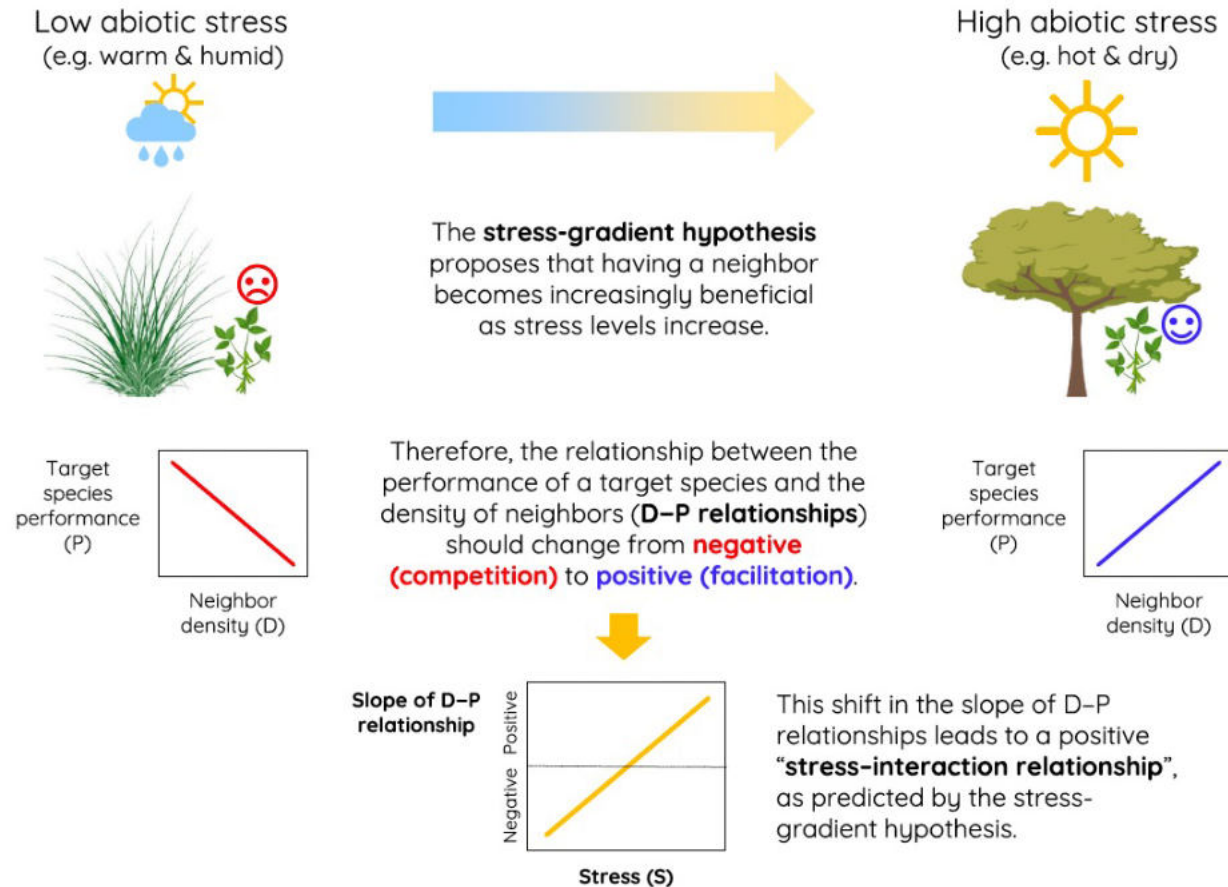 Low abiotic stress
(e.g. warm & humid)
High abiotic stress
(e.g. hot & dry)
The stress-gradient hypothesis
proposes that having a neighbor
becomes increasingly beneficial
as stress levels increase.
Target
species
performance
(P)
Neighbor
density (D)
Therefore, the relationship between the
performance of a target species and the
density of neighbors (D–P relationships)
should change from negative
(competition) to positive (facilitation).
Target
species
performance
(P)
Neighbor
density (D)
Slope of D–P
relationship
Positive
Negative
Stress (S)
This shift in the slope of D–P
relationships leads to a positive
“stress–interaction relationship”,
as predicted by the stress-
gradient hypothesis.